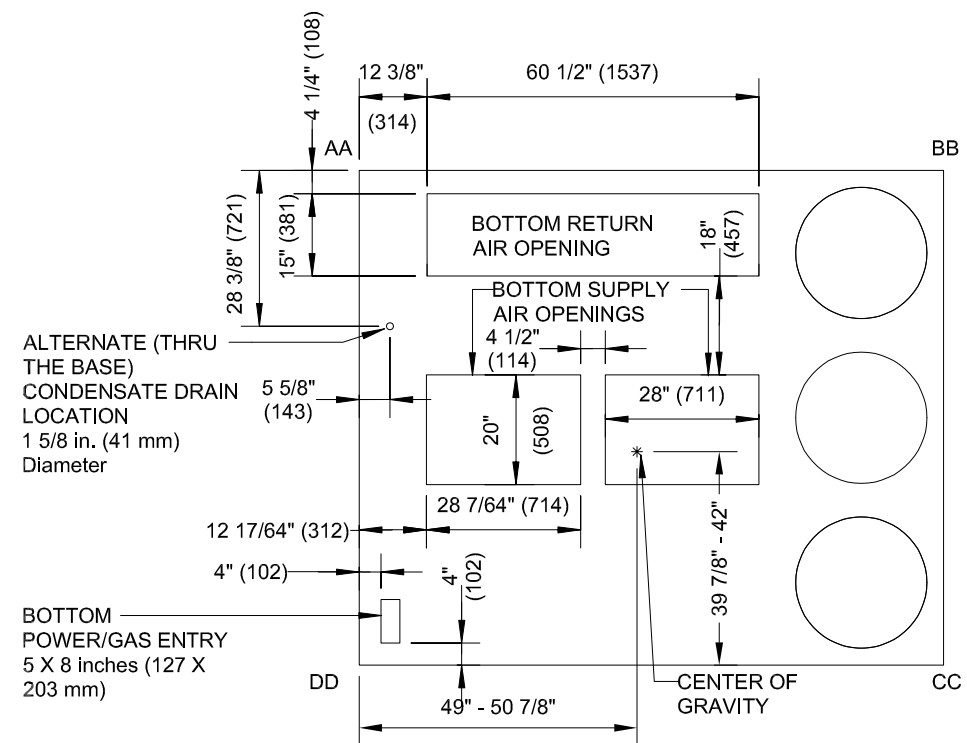 4 1/4" (108)
12 3/8"
(314)
60 1/2" (1537)
AA
BB
28 3/8" (721)
15" (381)
BOTTOM RETURN
AIR OPENING
18"
(457)
BOTTOM SUPPLY
AIR OPENINGS
4 1/2"
(114)
ALTERNATE (THRU
THE BASE)
CONDENSATE DRAIN
LOCATION
1 5/8 in. (41 mm)
Diameter
5 5/8"
(143)
20"
(508)
28" (711)
28 7/64" (714)
12 17/64" (312)
4" (102)
4"
(102)
39 7/8" - 42"
BOTTOM
POWER/GAS ENTRY
5 X 8 inches (127 X
203 mm)
DD
CC
49" - 50 7/8"
CENTER OF
GRAVITY